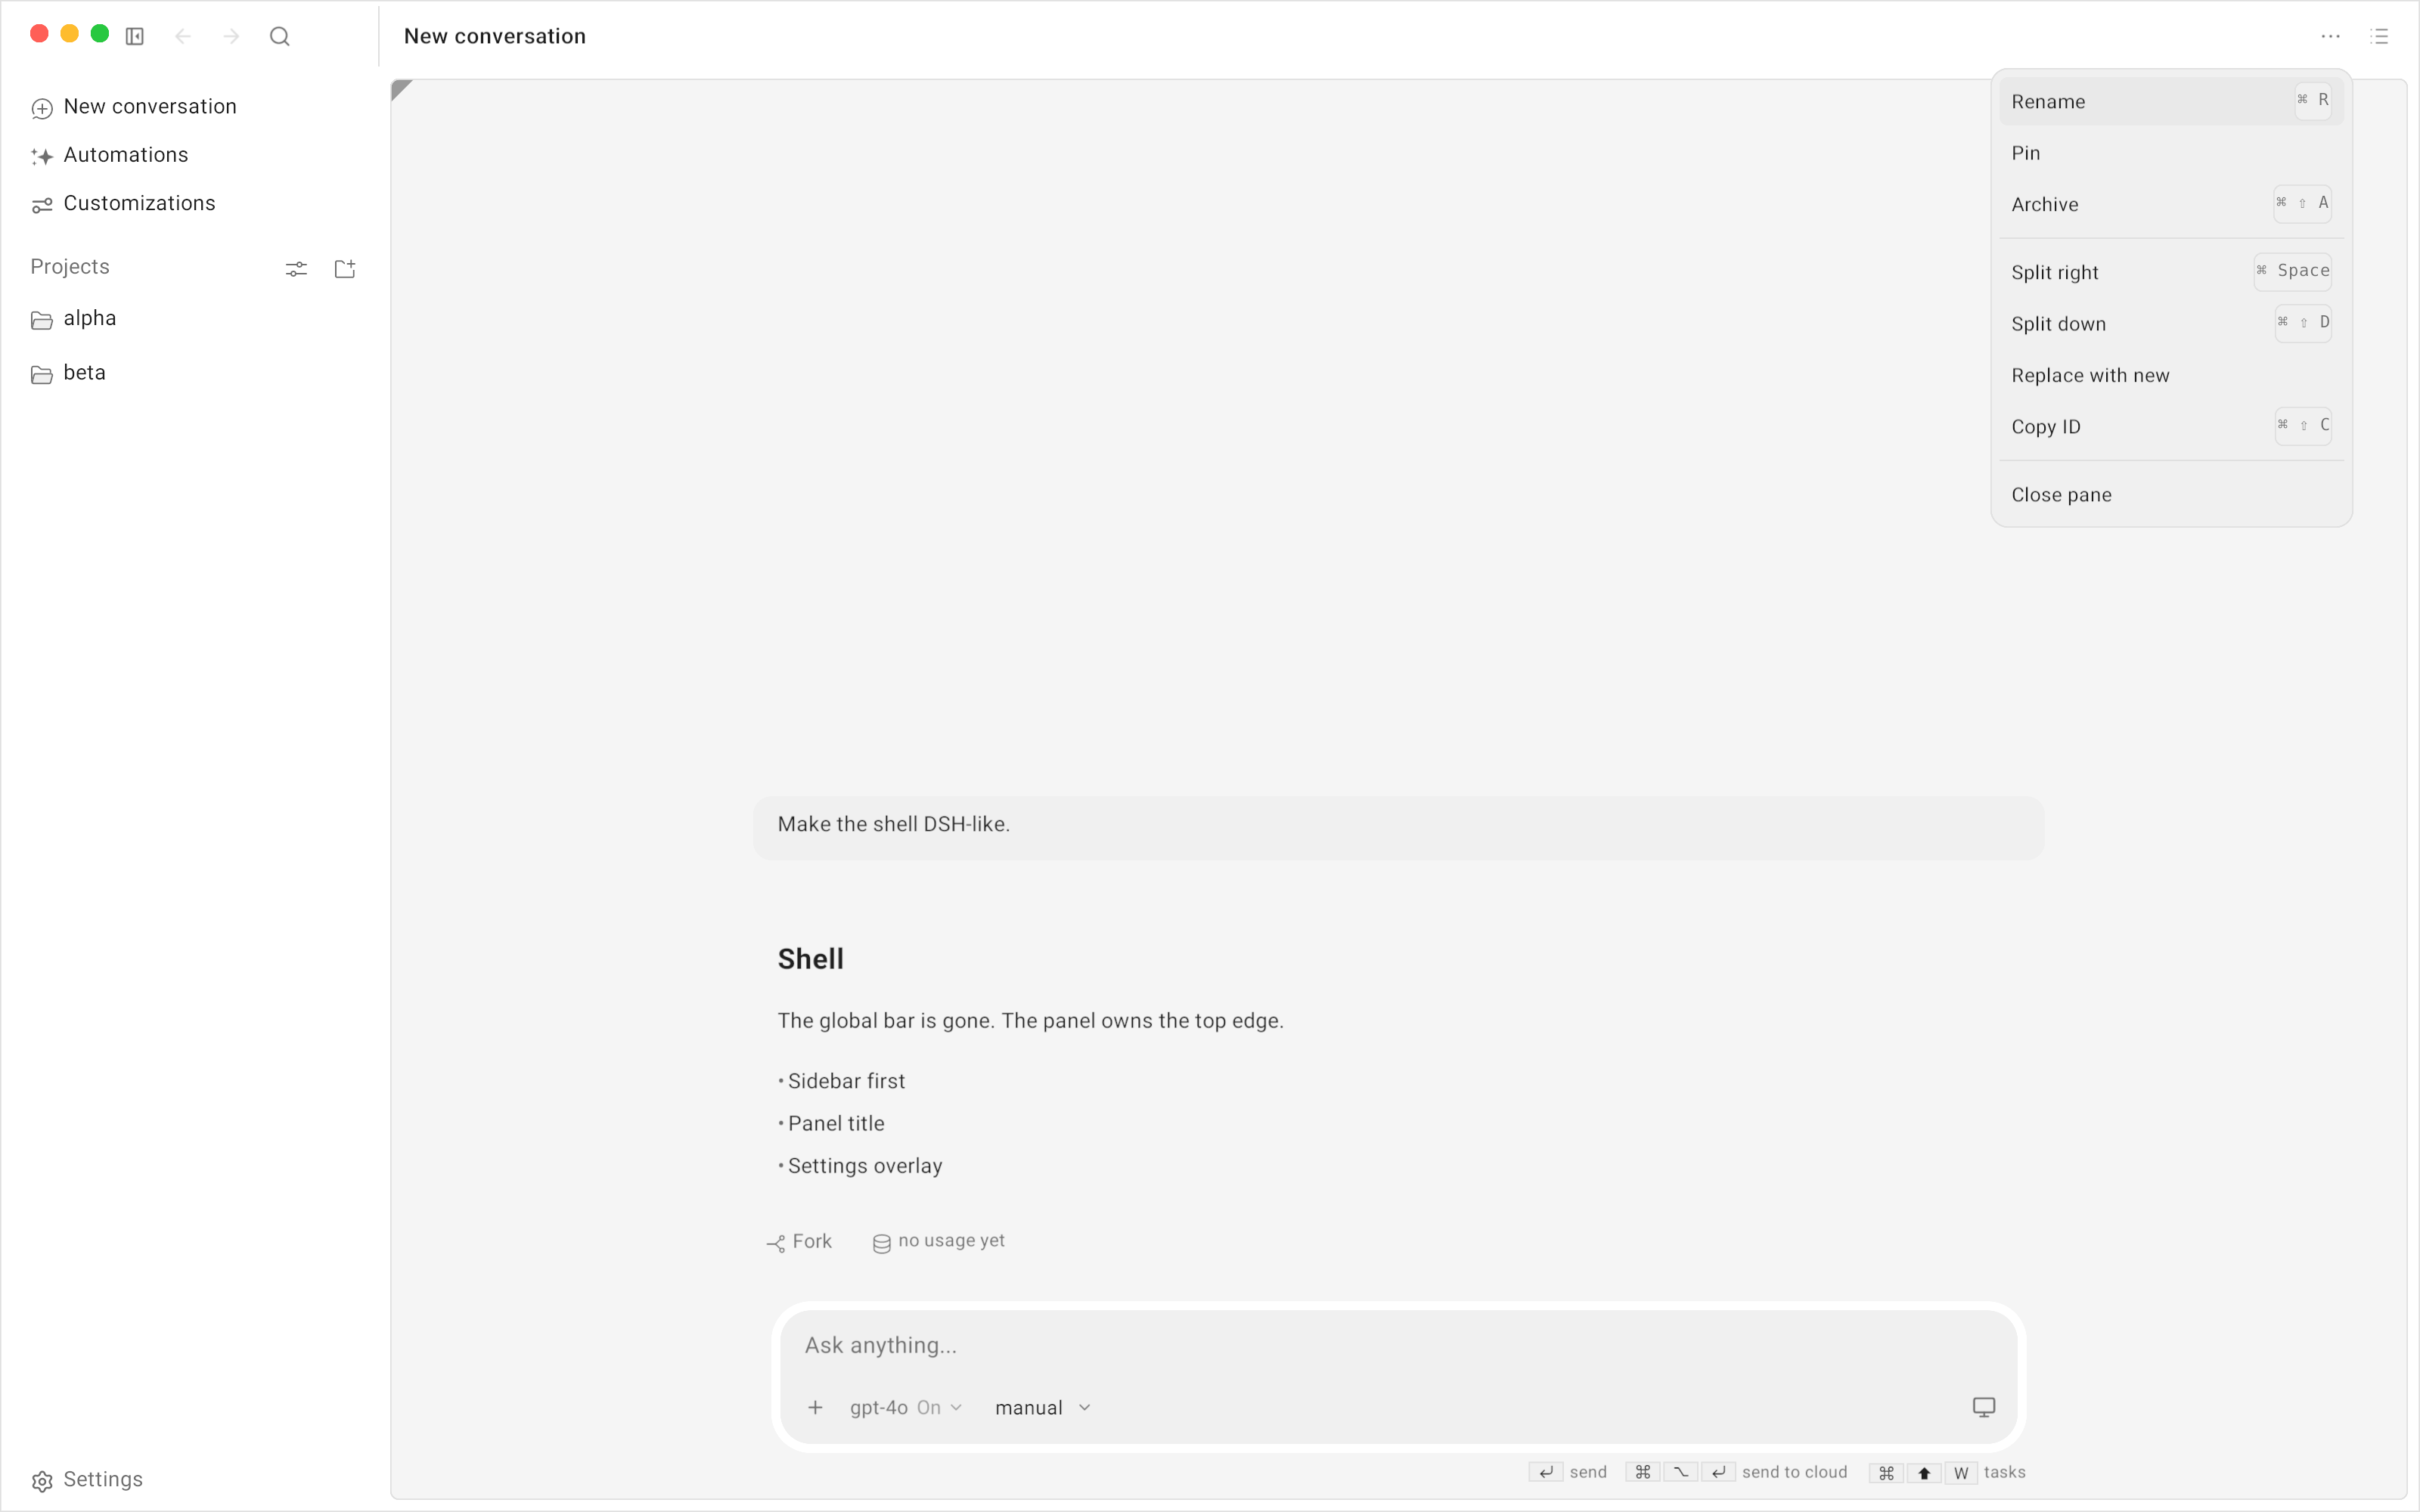 New conversation
New conversation
Automations
Customizations
Projects
alpha
beta
Settings
Rename ⌘ R
Pin
Archive ⌘ ⇧ A
Split right ⌘ Space
Split down ⌘ ⇧ D
Replace with new
Copy ID ⌘ ⇧ C
Close pane
Make the shell DSH-like.
Shell
The global bar is gone. The panel owns the top edge.
• Sidebar first
• Panel title
• Settings overlay
Fork no usage yet
Ask anything...
gpt-4o On manual
↵ send ⌘ ⌥ ↵ send to cloud ⌘ ⬆ W tasks